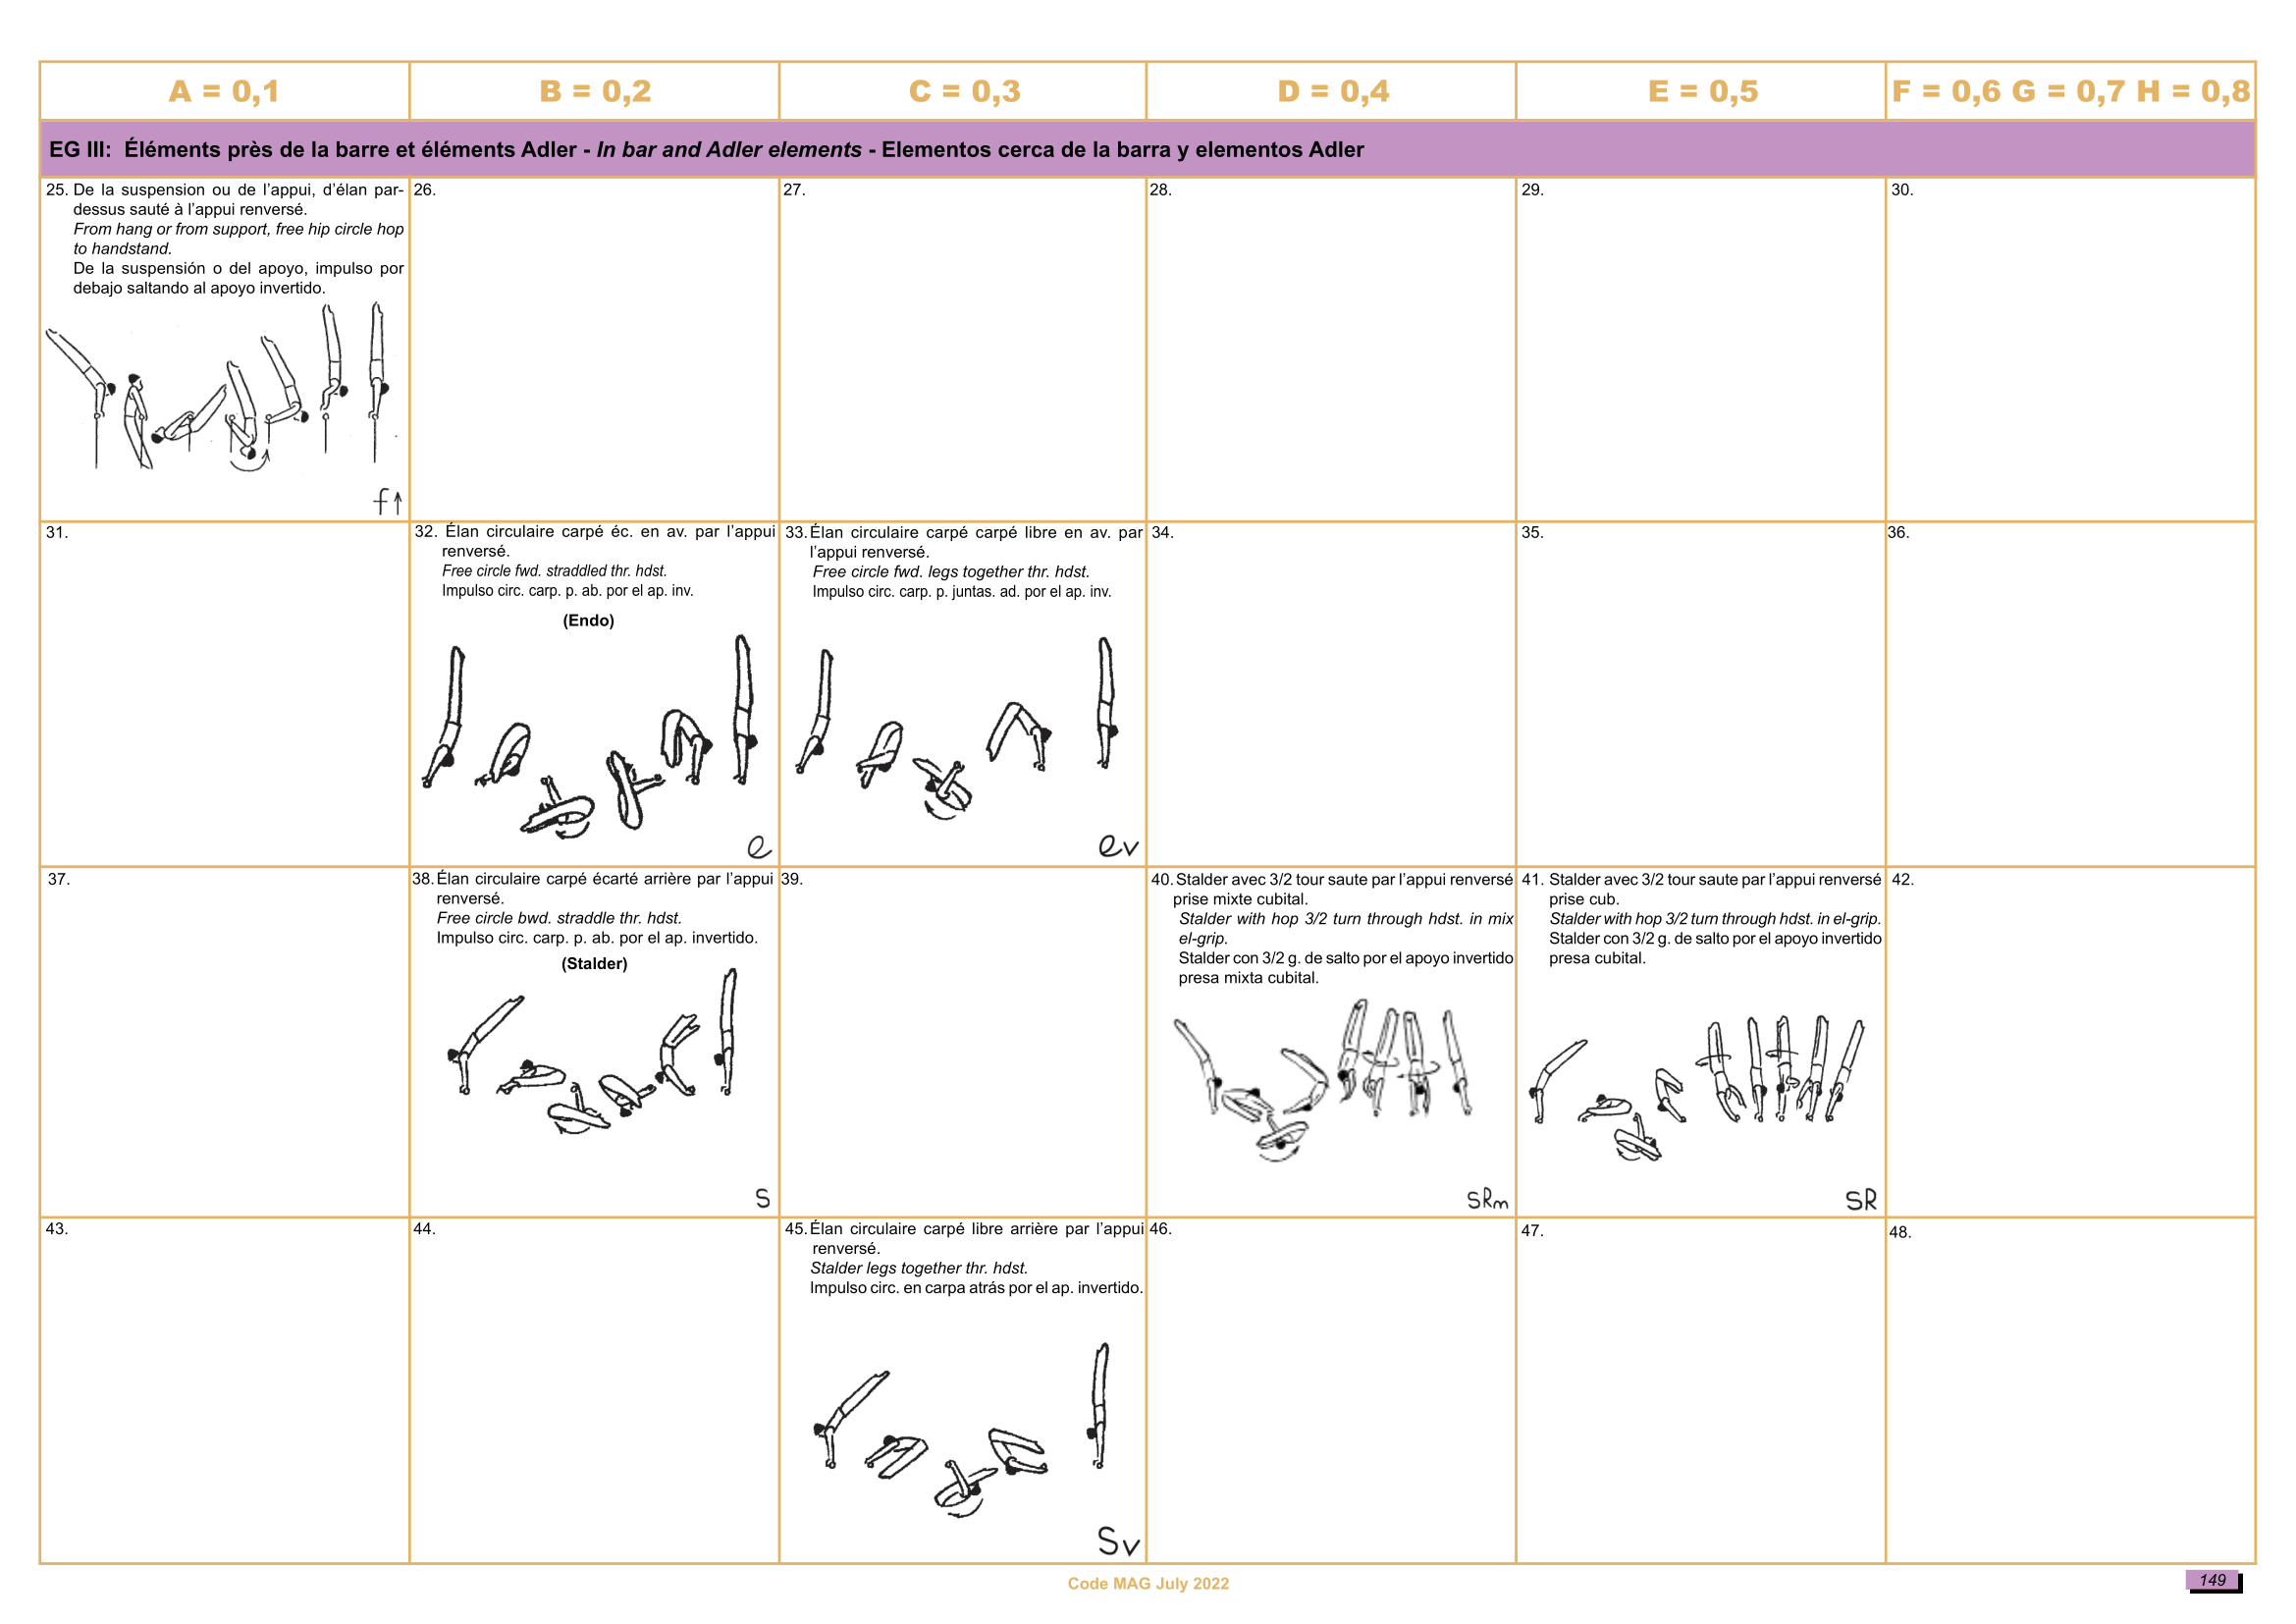 A = 0,1
B = 0,2
C = 0,3
D = 0,4
E = 0,5
F = 0,6 G = 0,7 H = 0,8
EG III: Éléments près de la barre et éléments Adler - In bar and Adler elements - Elementos cerca de la barra y elementos Adler
25. De la suspension ou de l'appui, d'élan par-
dessus sauté à l'appui renversé.
From hang or from support, free hip circle hop
to handstand.
De la suspensión o del apoyo, impulso por
debajo saltando al apoyo invertido.
f↑
26.
27.
28.
29.
30.
31.
32. Élan circulaire carpé éc. en av. par l'appui
renversé.
Free circle fwd. straddled thr. hdst.
Impulso circ. carp. p. ab. por el ap. inv.
(Endo)
e
33. Élan circulaire carpé carpé libre en av. par
l'appui renversé.
Free circle fwd. legs together thr. hdst.
Impulso circ. carp. p. juntas. ad. por el ap. inv.
ev
34.
35.
36.
37.
38. Élan circulaire carpé écarté arrière par l'appui
renversé.
Free circle bwd. straddle thr. hdst.
Impulso circ. carp. p. ab. por el ap. invertido.
(Stalder)
S
39.
40. Stalder avec 3/2 tour saute par l'appui renversé
prise mixte cubital.
Stalder with hop 3/2 turn through hdst. in mix
el-grip.
Stalder con 3/2 g. de salto por el apoyo invertido
presa mixta cubital.
SRm
41. Stalder avec 3/2 tour saute par l'appui renversé
prise cub.
Stalder with hop 3/2 turn through hdst. in el-grip.
Stalder con 3/2 g. de salto por el apoyo invertido
presa cubital.
SR
42.
43.
44.
45. Élan circulaire carpé libre arrière par l'appui
renversé.
Stalder legs together thr. hdst.
Impulso circ. en carpa atrás por el ap. invertido.
Sv
46.
47.
48.
Code MAG July 2022
149